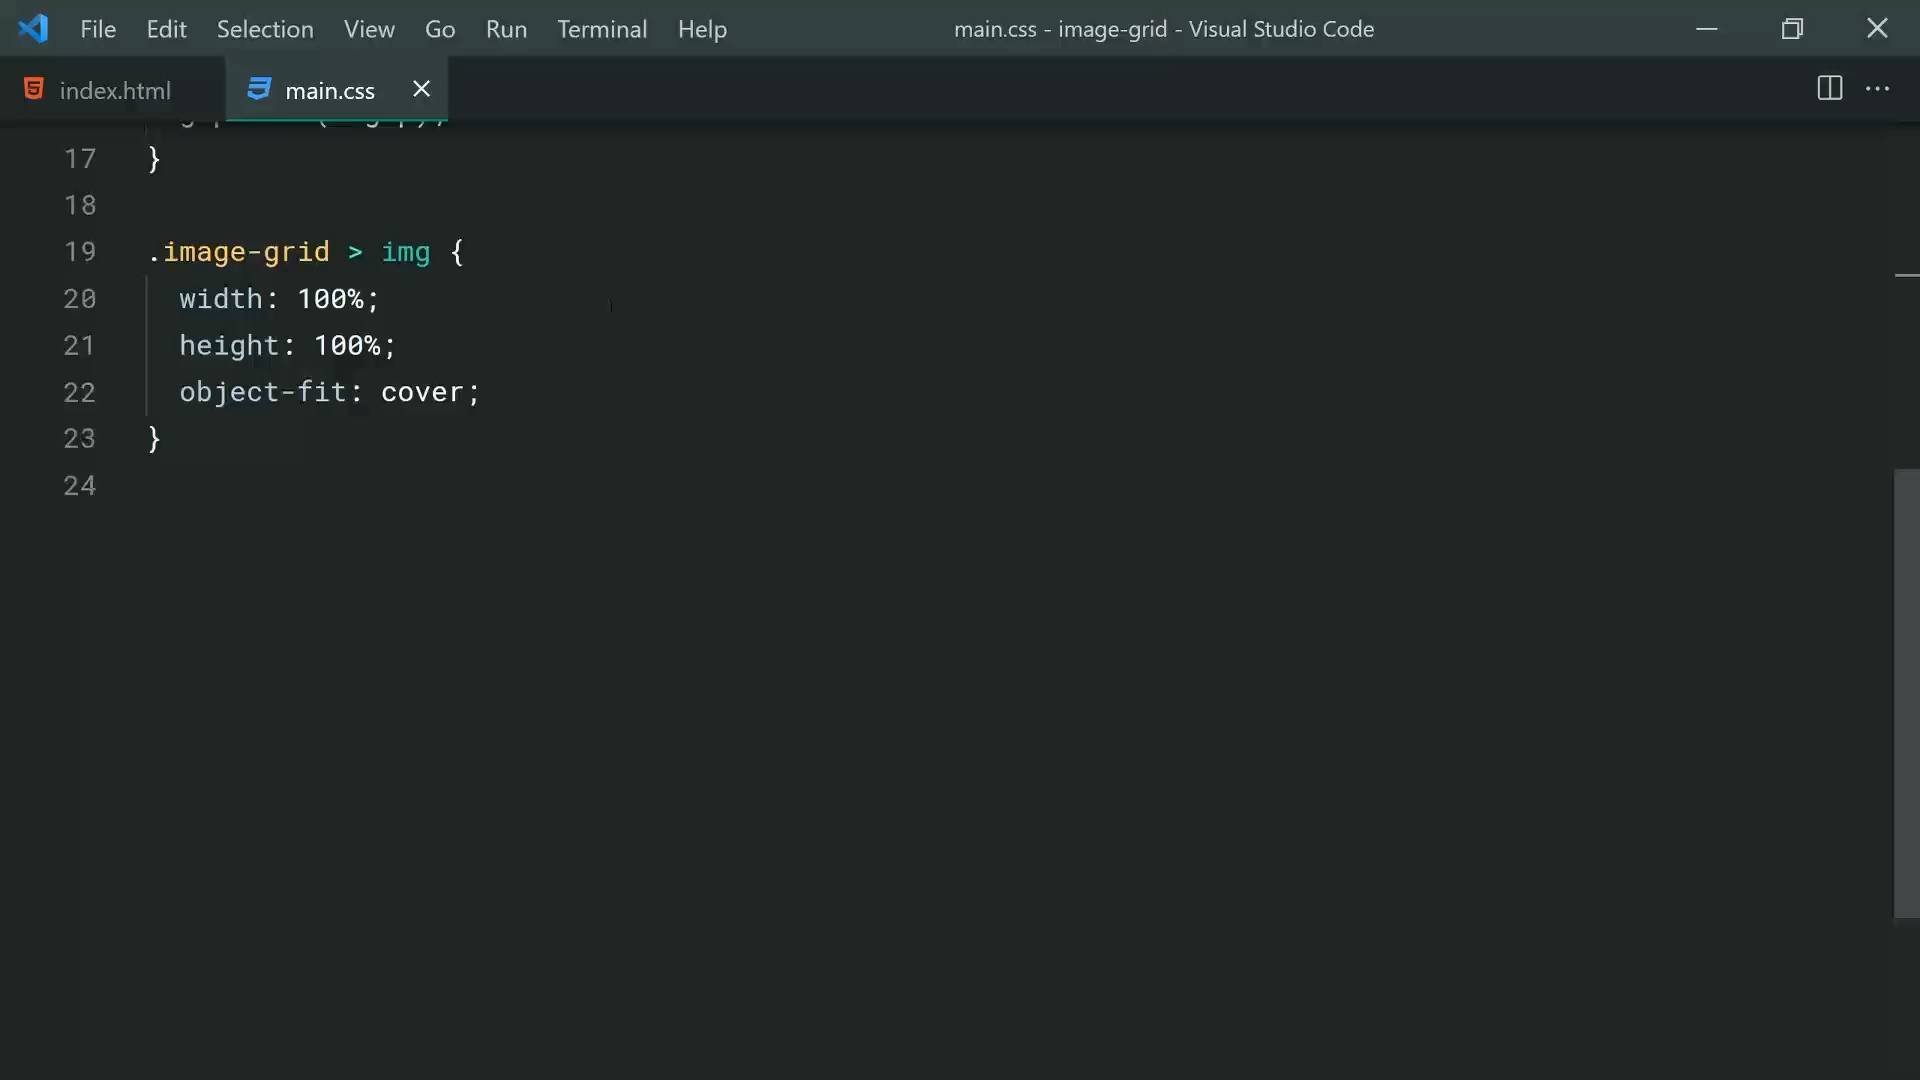 File Edit Selection View Go Run Terminal Help main.css - image-grid - Visual Studio Code
index.html main.css
17 }
18
19 .image-grid > img {
20 width: 100%;
21 height: 100%;
22 object-fit: cover;
23 }
24